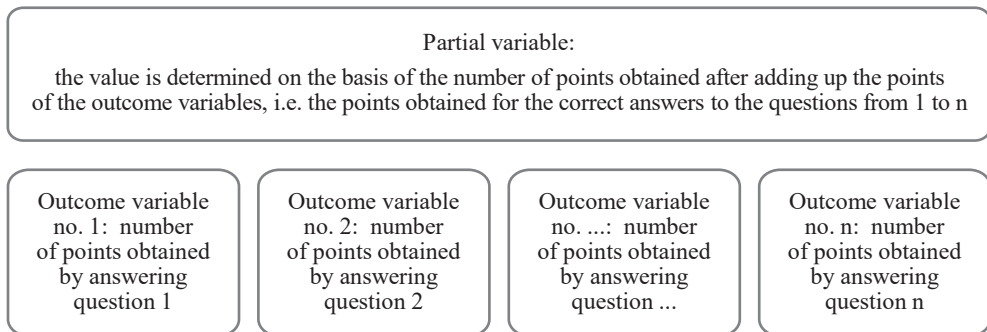 Partial variable:
the value is determined on the basis of the number of points obtained after adding up the points
of the outcome variables, i.e. the points obtained for the correct answers to the questions from 1 to n
Outcome variable
no. 1: number
of points obtained
by answering
question 1
Outcome variable
no. 2: number
of points obtained
by answering
question 2
Outcome variable
no. ...: number
of points obtained
by answering
question ...
Outcome variable
no. n: number
of points obtained
by answering
question n